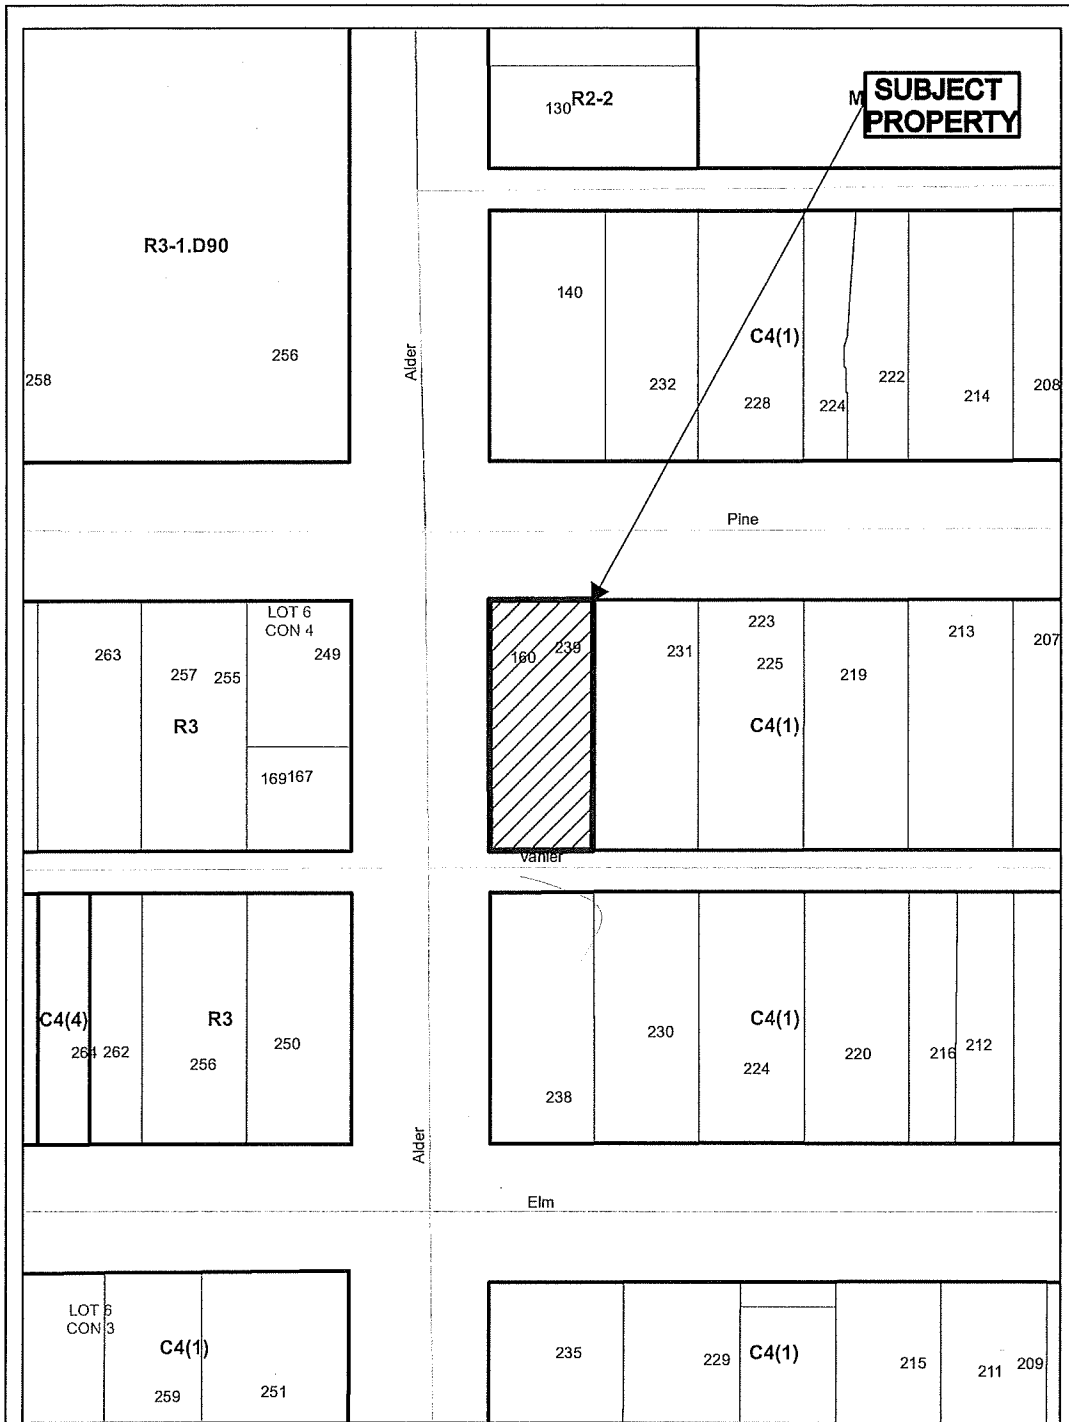 130 R2-2
M
SUBJECT
PROPERTY
R3-1.D90
140
C4(1)
Alder
256
258
232
228
224
222
214
208
Pine
LOT 6
CON 4
263
257
255
249
R3
169 167
160
239
231
223
225
219
213
207
C4(1)
Vanier
C4(4)
R3
264
262
256
250
C4(1)
230
224
220
216
212
238
Alder
Elm
LOT 6
CON 3
C4(1)
259
251
235
229
C4(1)
215
211
209